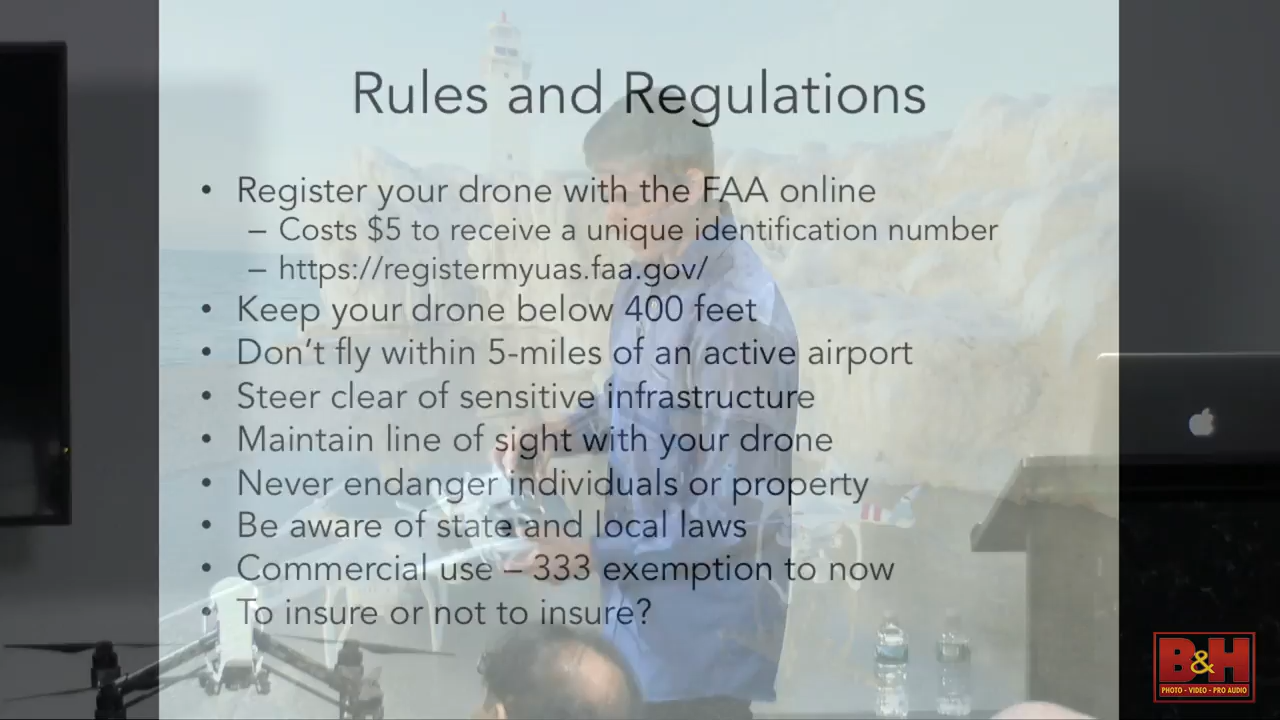 Rules and Regulations
• Register your drone with the FAA online
– Costs $5 to receive a unique identification number
– https://registermyuas.faa.gov/
• Keep your drone below 400 feet
• Don't fly within 5-miles of an active airport
• Steer clear of sensitive infrastructure
• Maintain line of sight with your drone
• Never endanger individuals or property
• Be aware of state and local laws
• Commercial use – 333 exemption to now
• To insure or not to insure?
B&H
PHOTO - VIDEO - PRO AUDIO